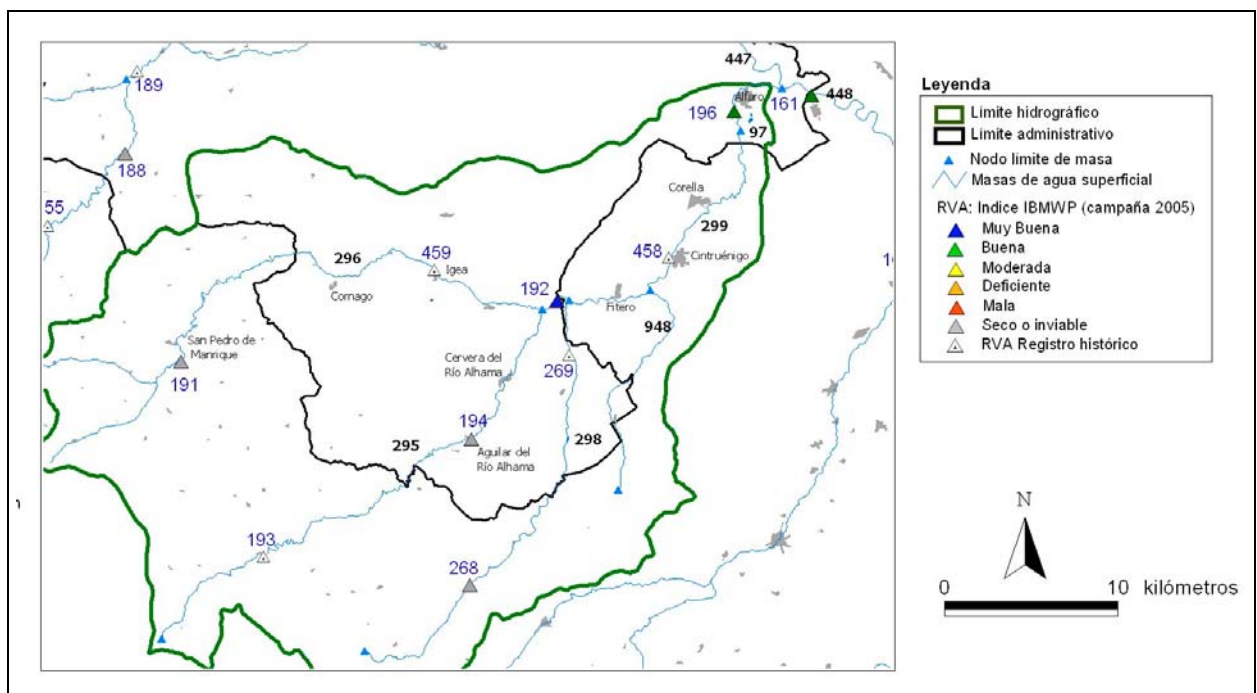 447
189
Alfaro
161
448
196
97
188
Corella
55
299
458
Cintruénigo
296
459
Igea
Cornago
192
Fitero
948
San Pedro de
Manrique
191
Cervera del
Río Alhama
269
194
295
298
Aguilar del
Río Alhama
193
268
Leyenda
Límite hidrográfico
Límite administrativo
Nodo límite de masa
Masas de agua superficial
RVA: Indice IBMWP (campaña 2005)
Muy Buena
Buena
Moderada
Deficiente
Mala
Seco o inviable
RVA Registro histórico
N
0 10 kilómetros